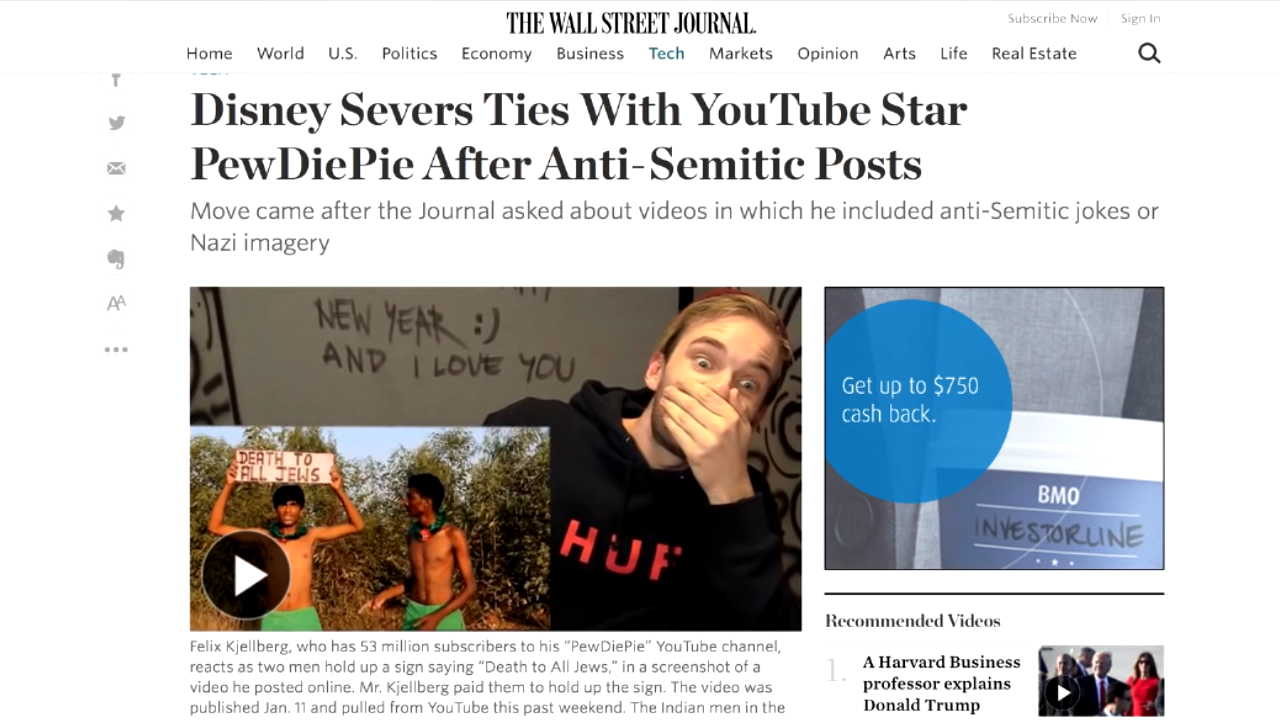 THE WALL STREET JOURNAL.
Subscribe Now
Sign In
Home World U.S. Politics Economy Business Tech Markets Opinion Arts Life Real Estate
Disney Severs Ties With YouTube Star
PewDiePie After Anti-Semitic Posts
Move came after the Journal asked about videos in which he included anti-Semitic jokes or
Nazi imagery
AA
NEW YEAR :)
AND I LOVE YOU
DEATH TO
ALL JEWS
HUF
Felix Kjellberg, who has 53 million subscribers to his “PewDiePie” YouTube channel,
reacts as two men hold up a sign saying “Death to All Jews,” in a screenshot of a
video he posted online. Mr. Kjellberg paid them to hold up the sign. The video was
published Jan. 11 and pulled from YouTube this past weekend. The Indian men in the
Get up to $750
cash back.
BMO
INVESTORLINE
Recommended Videos
1.
A Harvard Business
professor explains
Donald Trump